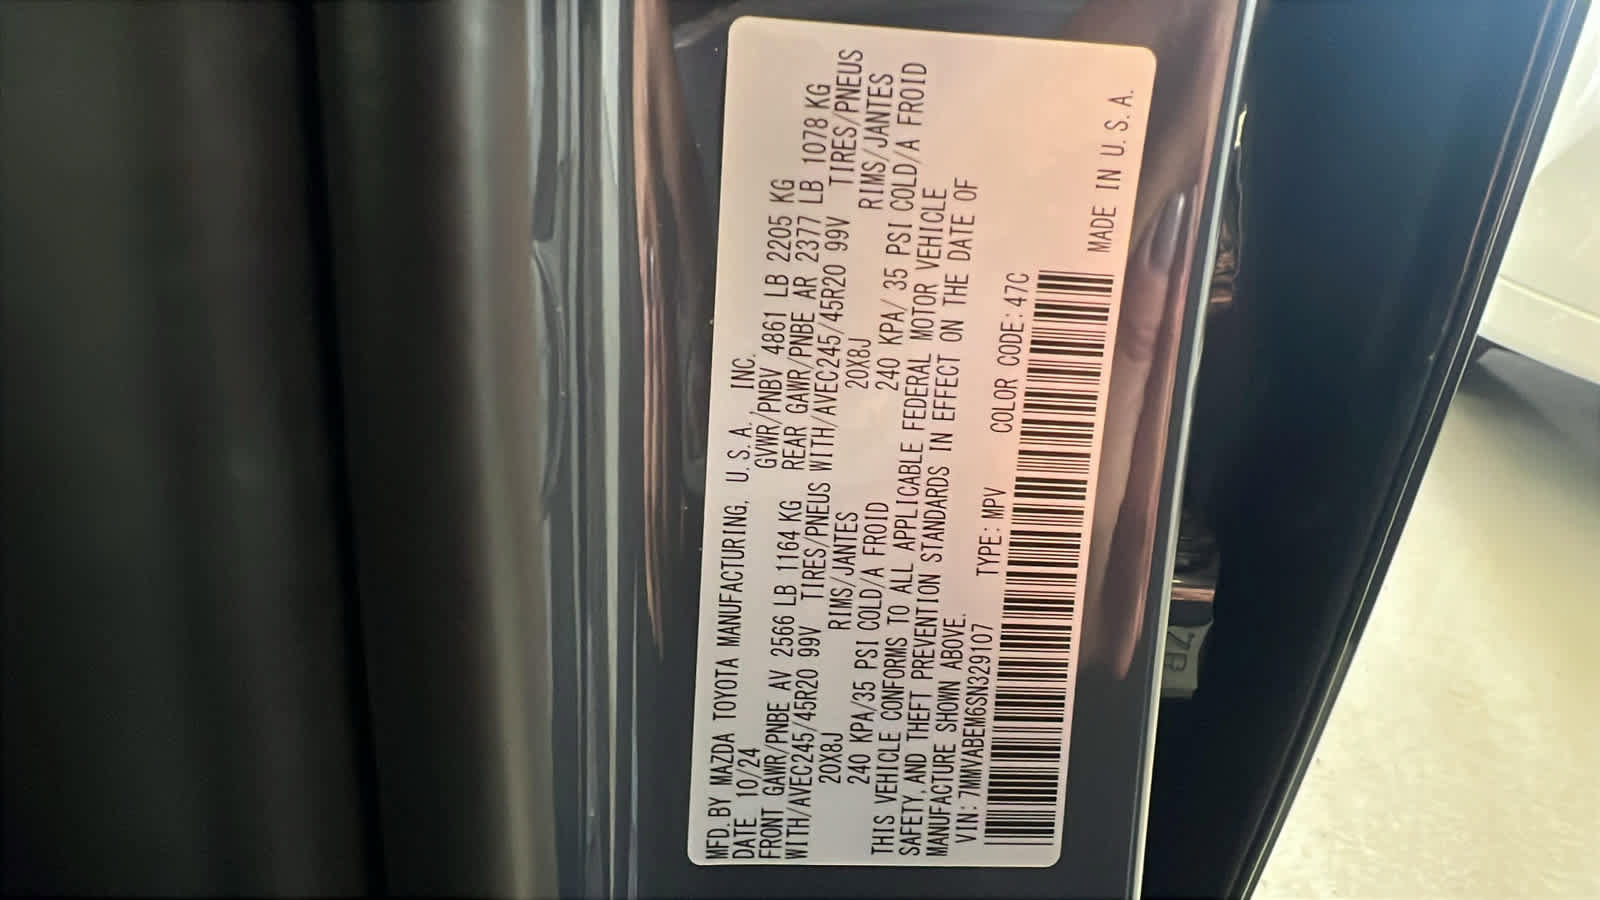 MFD. BY MAZDA TOYOTA MANUFACTURING, U. S. A. INC.
DATE 10/24 GVWR/PNBV 4861 LB 2205 KG
FRONT GAWR/PNBE AV 2566 LB 1164 KG REAR GAWR/PNBE AR 2377 LB 1078 KG
WITH/AVEC245/45R20 99V TIRES/PNEUS WITH/AVEC245/45R20 99V TIRES/PNEUS
20X8J RIMS/JANTES 20X8J RIMS/JANTES
240 KPA/35 PSI COLD/A FROID 240 KPA/ 35 PSI COLD/A FROID
THIS VEHICLE CONFORMS TO ALL APPLICABLE FEDERAL MOTOR VEHICLE
SAFETY, AND THEFT PREVENTION STANDARDS IN EFFECT ON THE DATE OF
MANUFACTURE SHOWN ABOVE.
VIN: 7MMVABEM6SN329107 TYPE: MPV COLOR CODE: 47C
MADE IN U. S. A.